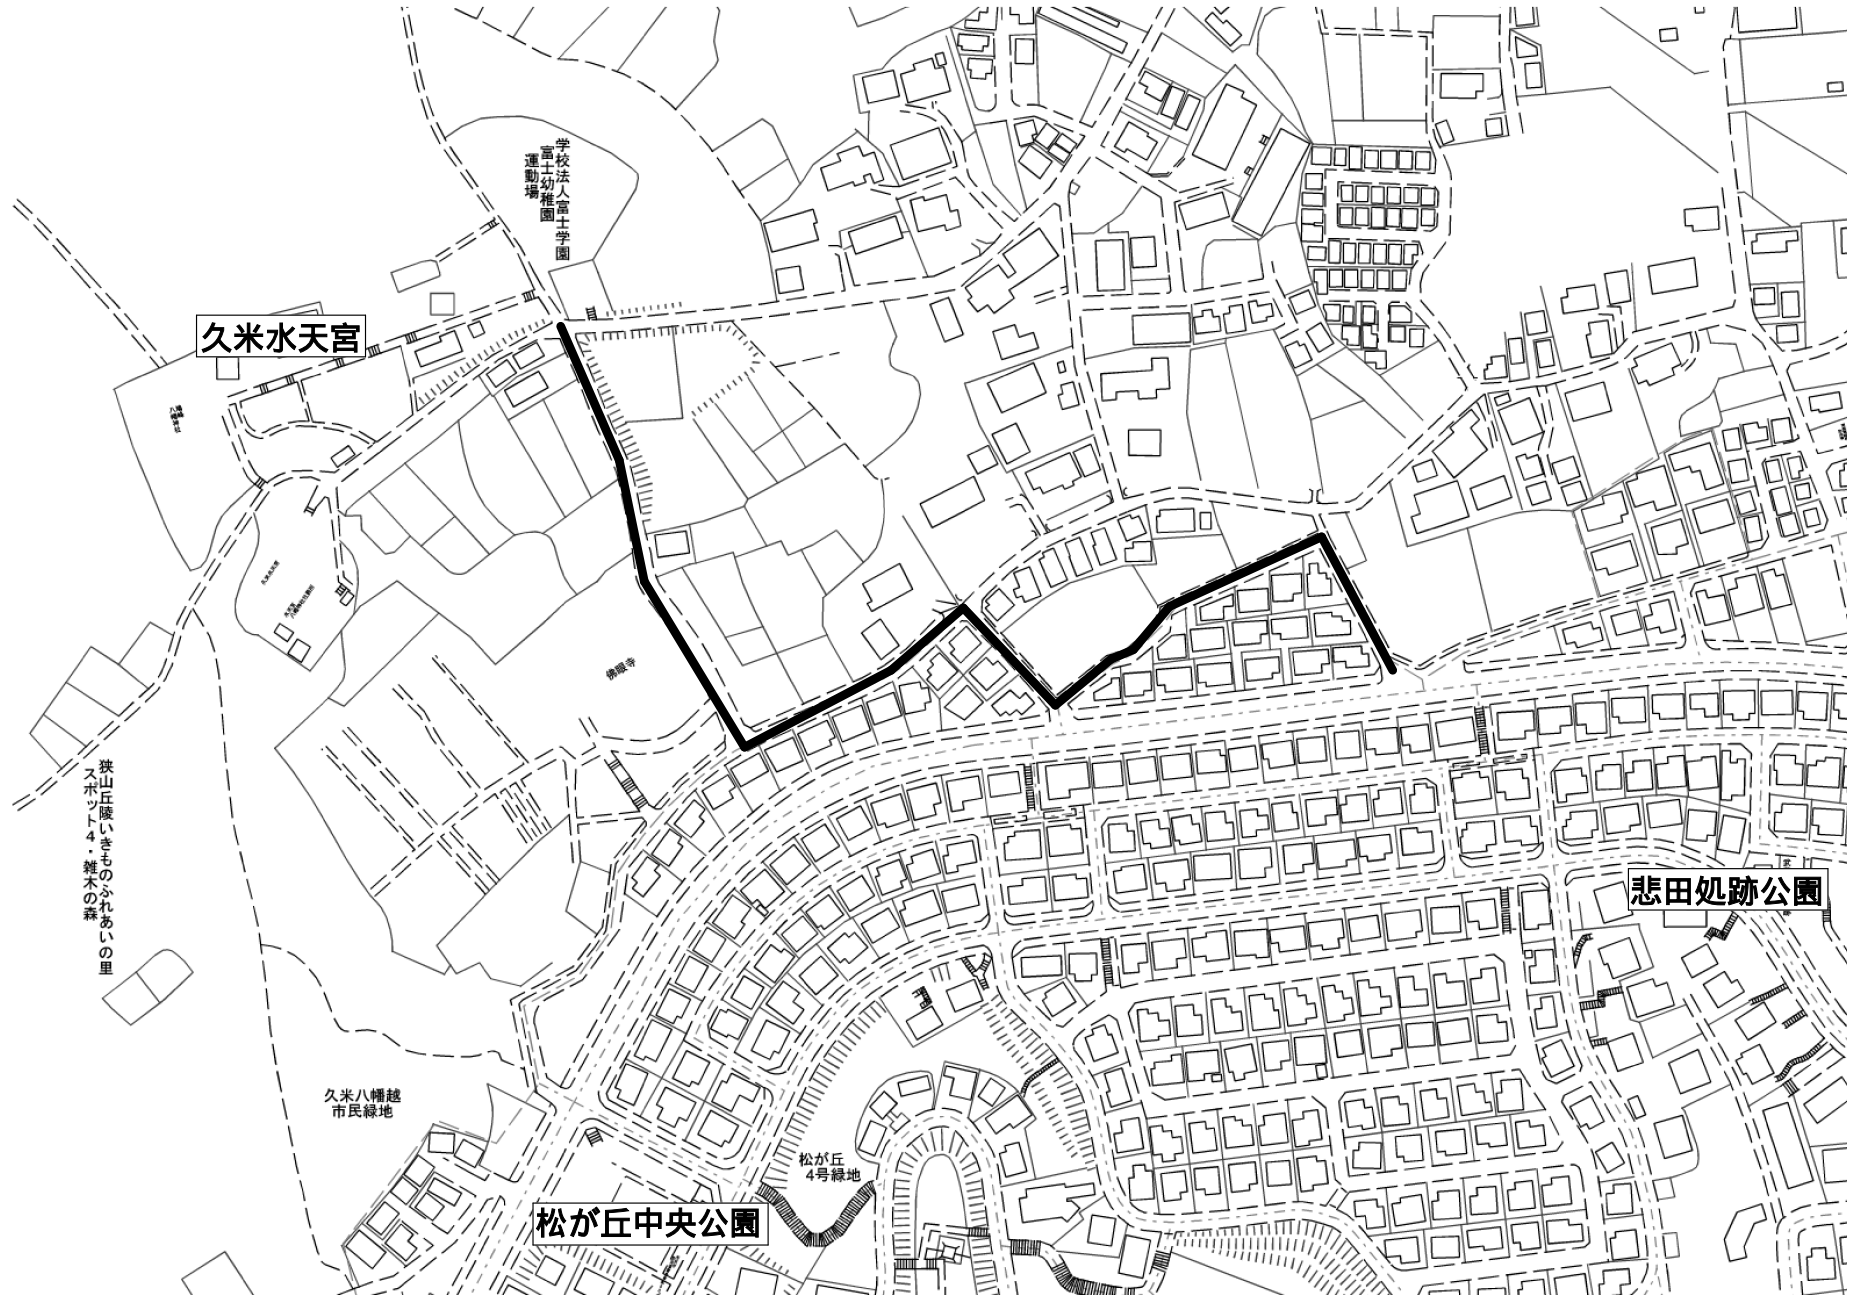 学校法人富士学園
富士幼稚園
運動場
久米水天宮
佛眼寺
狭山丘陵いきものふれあいの里
スポット4・雑木の森
悲田処跡公園
久米八幡越
市民緑地
松が丘
4号緑地
松が丘中央公園